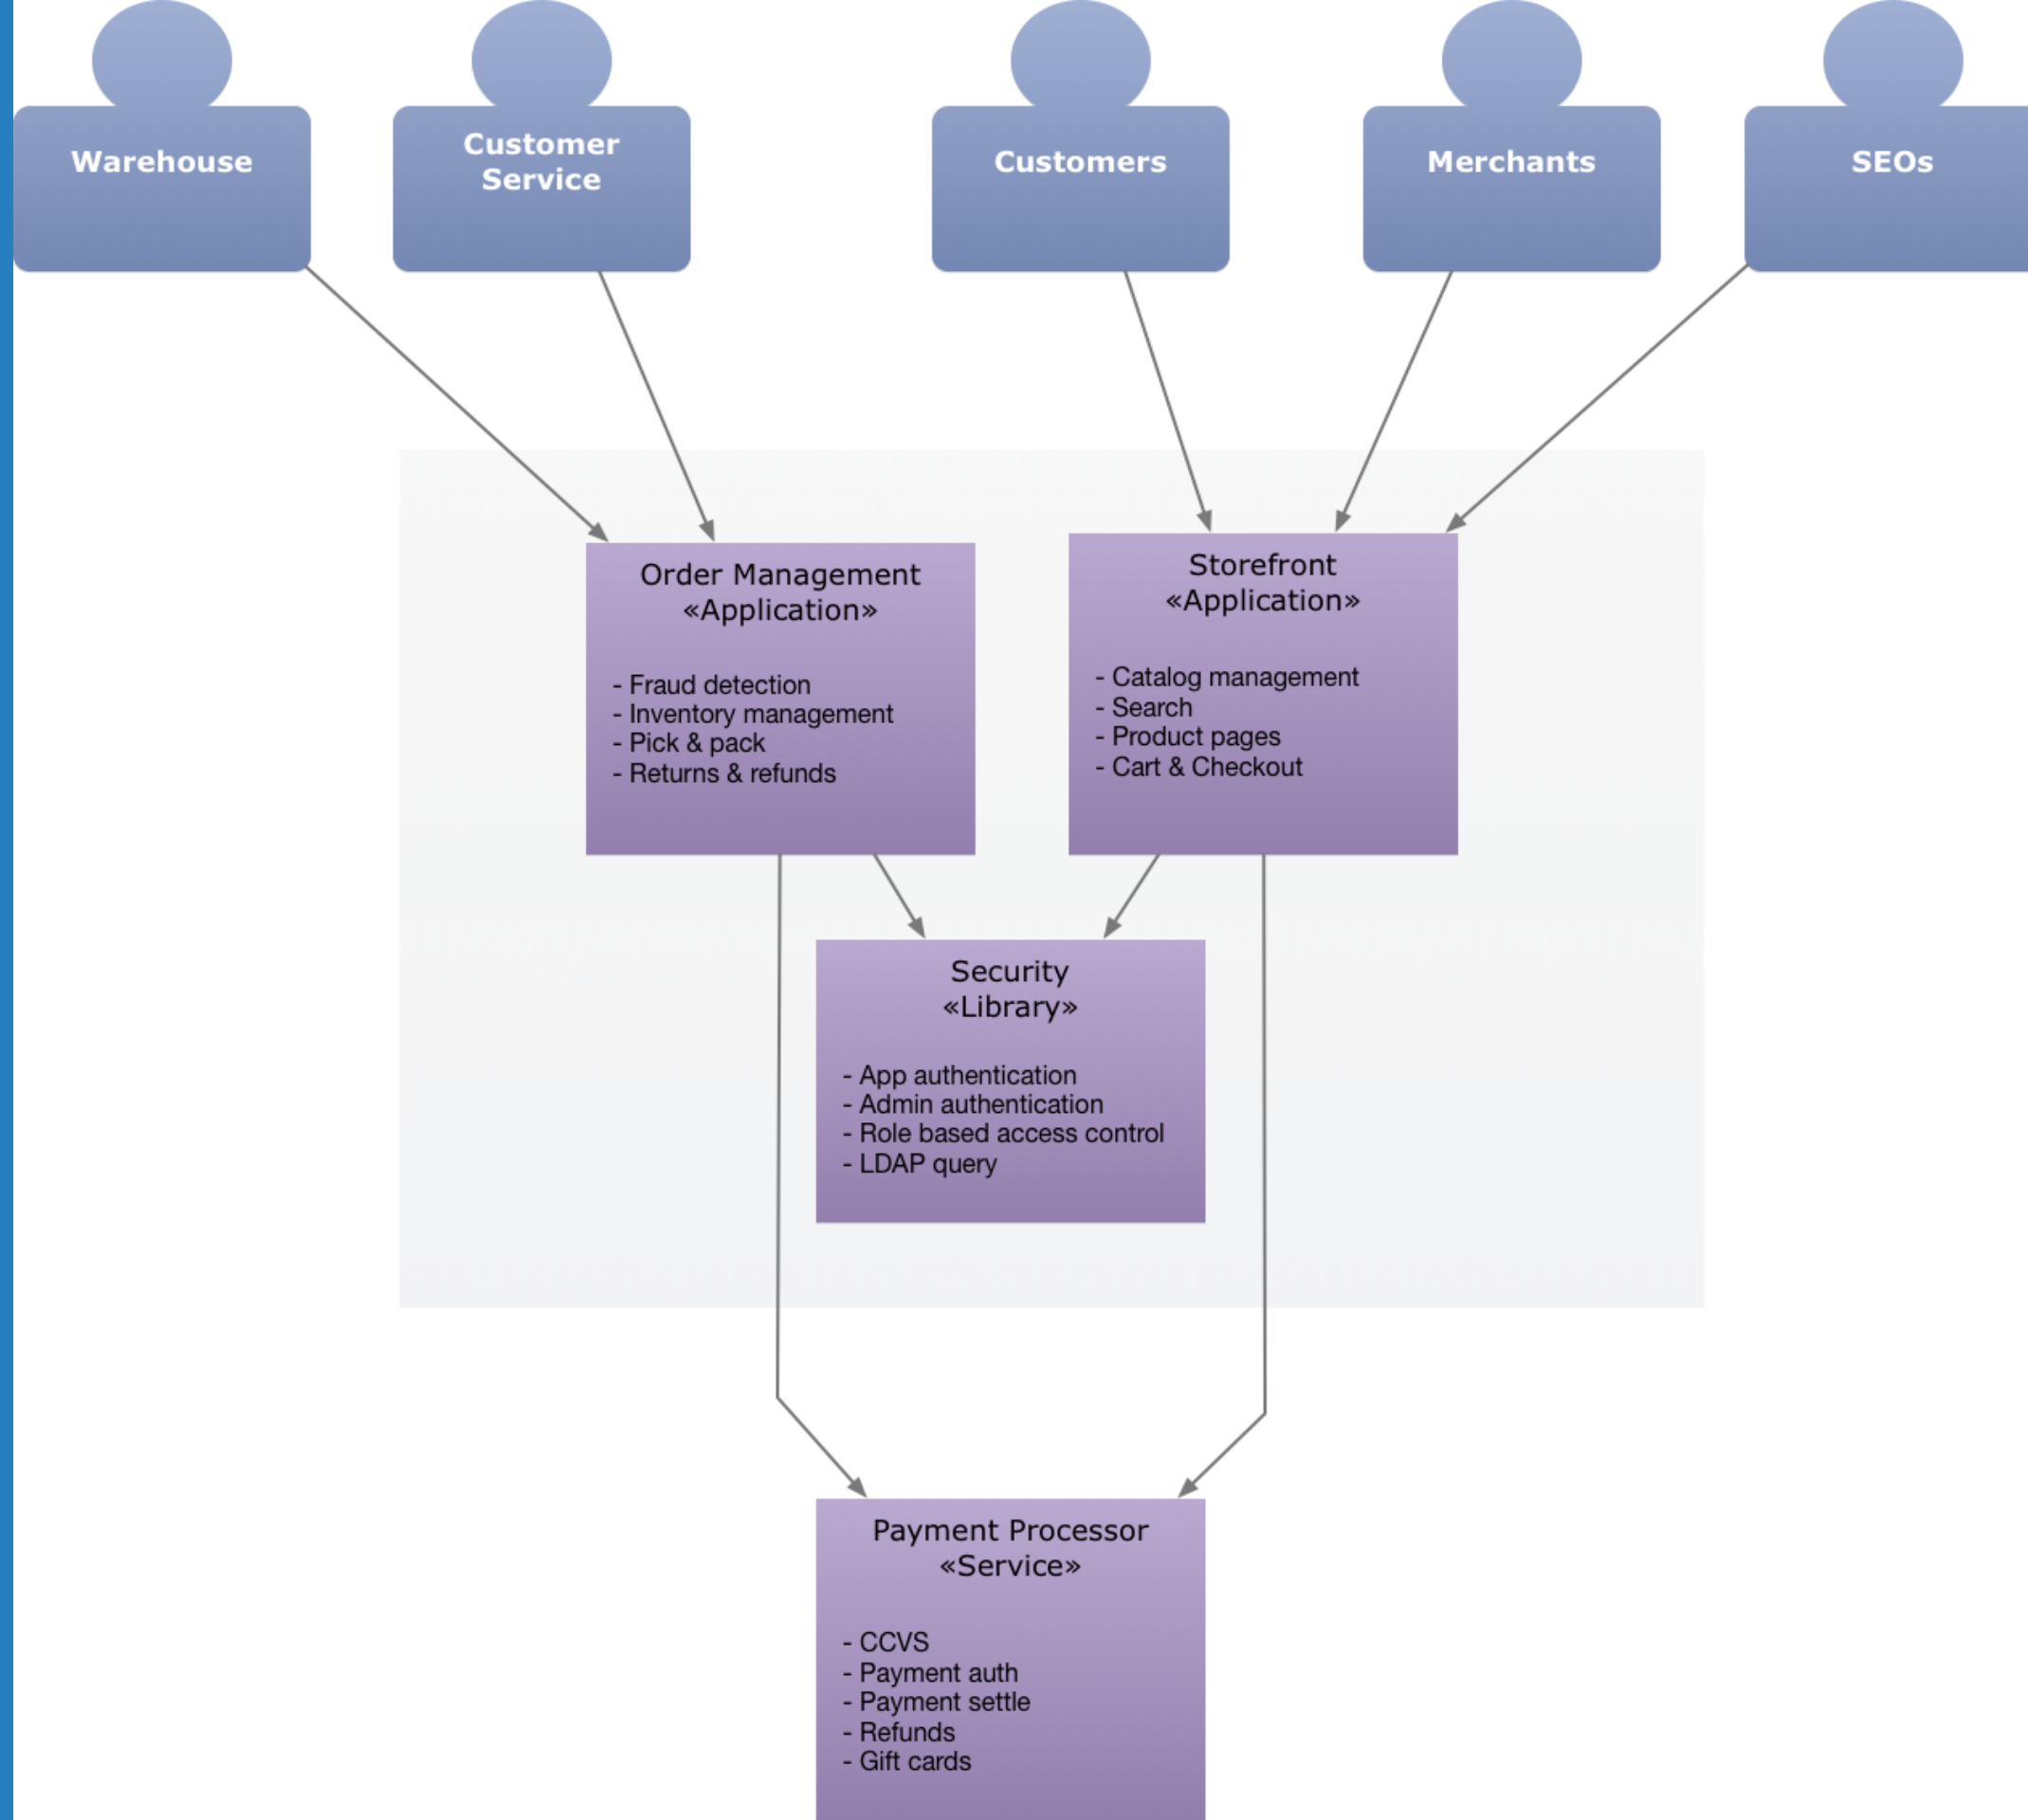 Warehouse
Customer
Service
Customers
Merchants
SEOs
Order Management
«Application»
- Fraud detection
- Inventory management
- Pick & pack
- Returns & refunds
Storefront
«Application»
- Catalog management
- Search
- Product pages
- Cart & Checkout
Security
«Library»
- App authentication
- Admin authentication
- Role based access control
- LDAP query
Payment Processor
«Service»
- CCVS
- Payment auth
- Payment settle
- Refunds
- Gift cards